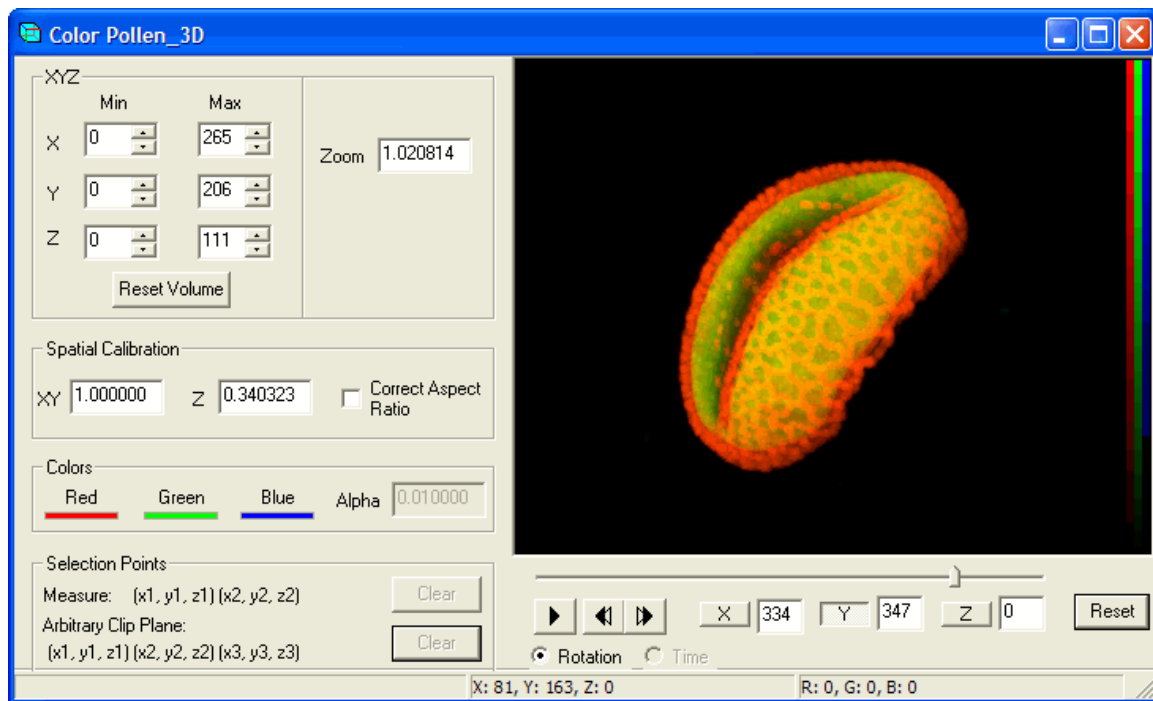 Color Pollen_3D
XYZ
Min Max
X 0 265
Zoom 1.020814
Y 0 206
Z 0 111
Reset Volume
Spatial Calibration
XY 1.000000 Z 0.340323 Correct Aspect Ratio
Colors
Red Green Blue Alpha 0.010000
Selection Points
Measure: (x1, y1, z1) (x2, y2, z2) Clear
Arbitrary Clip Plane:
(x1, y1, z1) (x2, y2, z2) (x3, y3, z3) Clear
X 334 Y 347 Z 0 Reset
Rotation Time
X: 81, Y: 163, Z: 0 R: 0, G: 0, B: 0